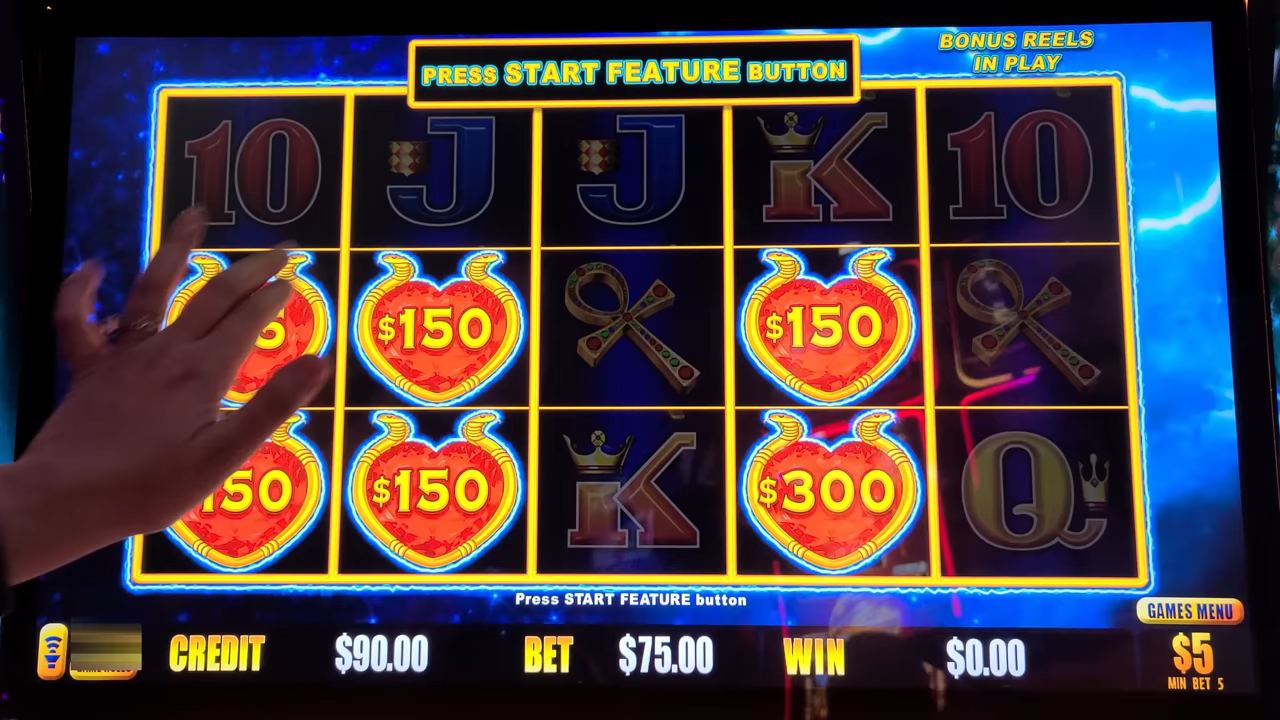 BONUS REELS
IN PLAY
PRESS START FEATURE BUTTON
10 J J K 10
$150 $150
$150 $300
K Q
Press START FEATURE button
GAMES MENU
CREDIT $90.00 BET $75.00 WIN $0.00 $5
MIN BET 5